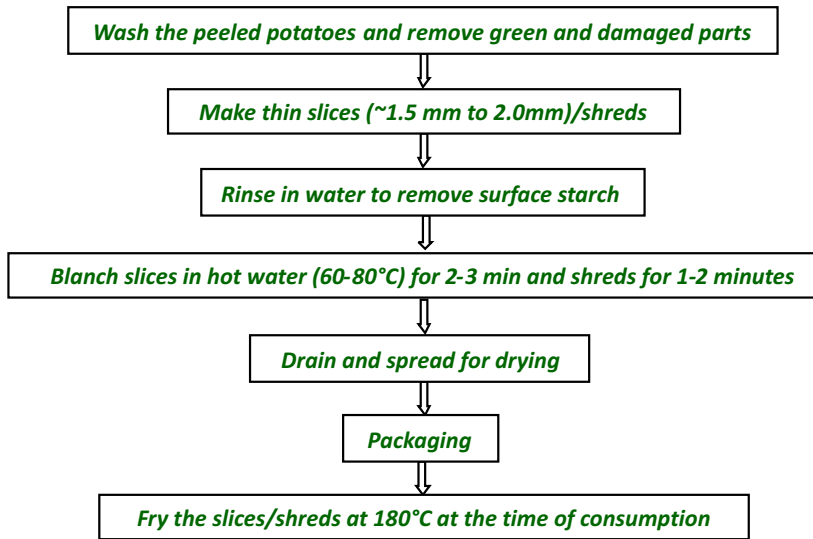 Wash the peeled potatoes and remove green and damaged parts
Make thin slices (~1.5 mm to 2.0mm)/shreds
Rinse in water to remove surface starch
Blanch slices in hot water (60-80°C) for 2-3 min and shreds for 1-2 minutes
Drain and spread for drying
Packaging
Fry the slices/shreds at 180°C at the time of consumption